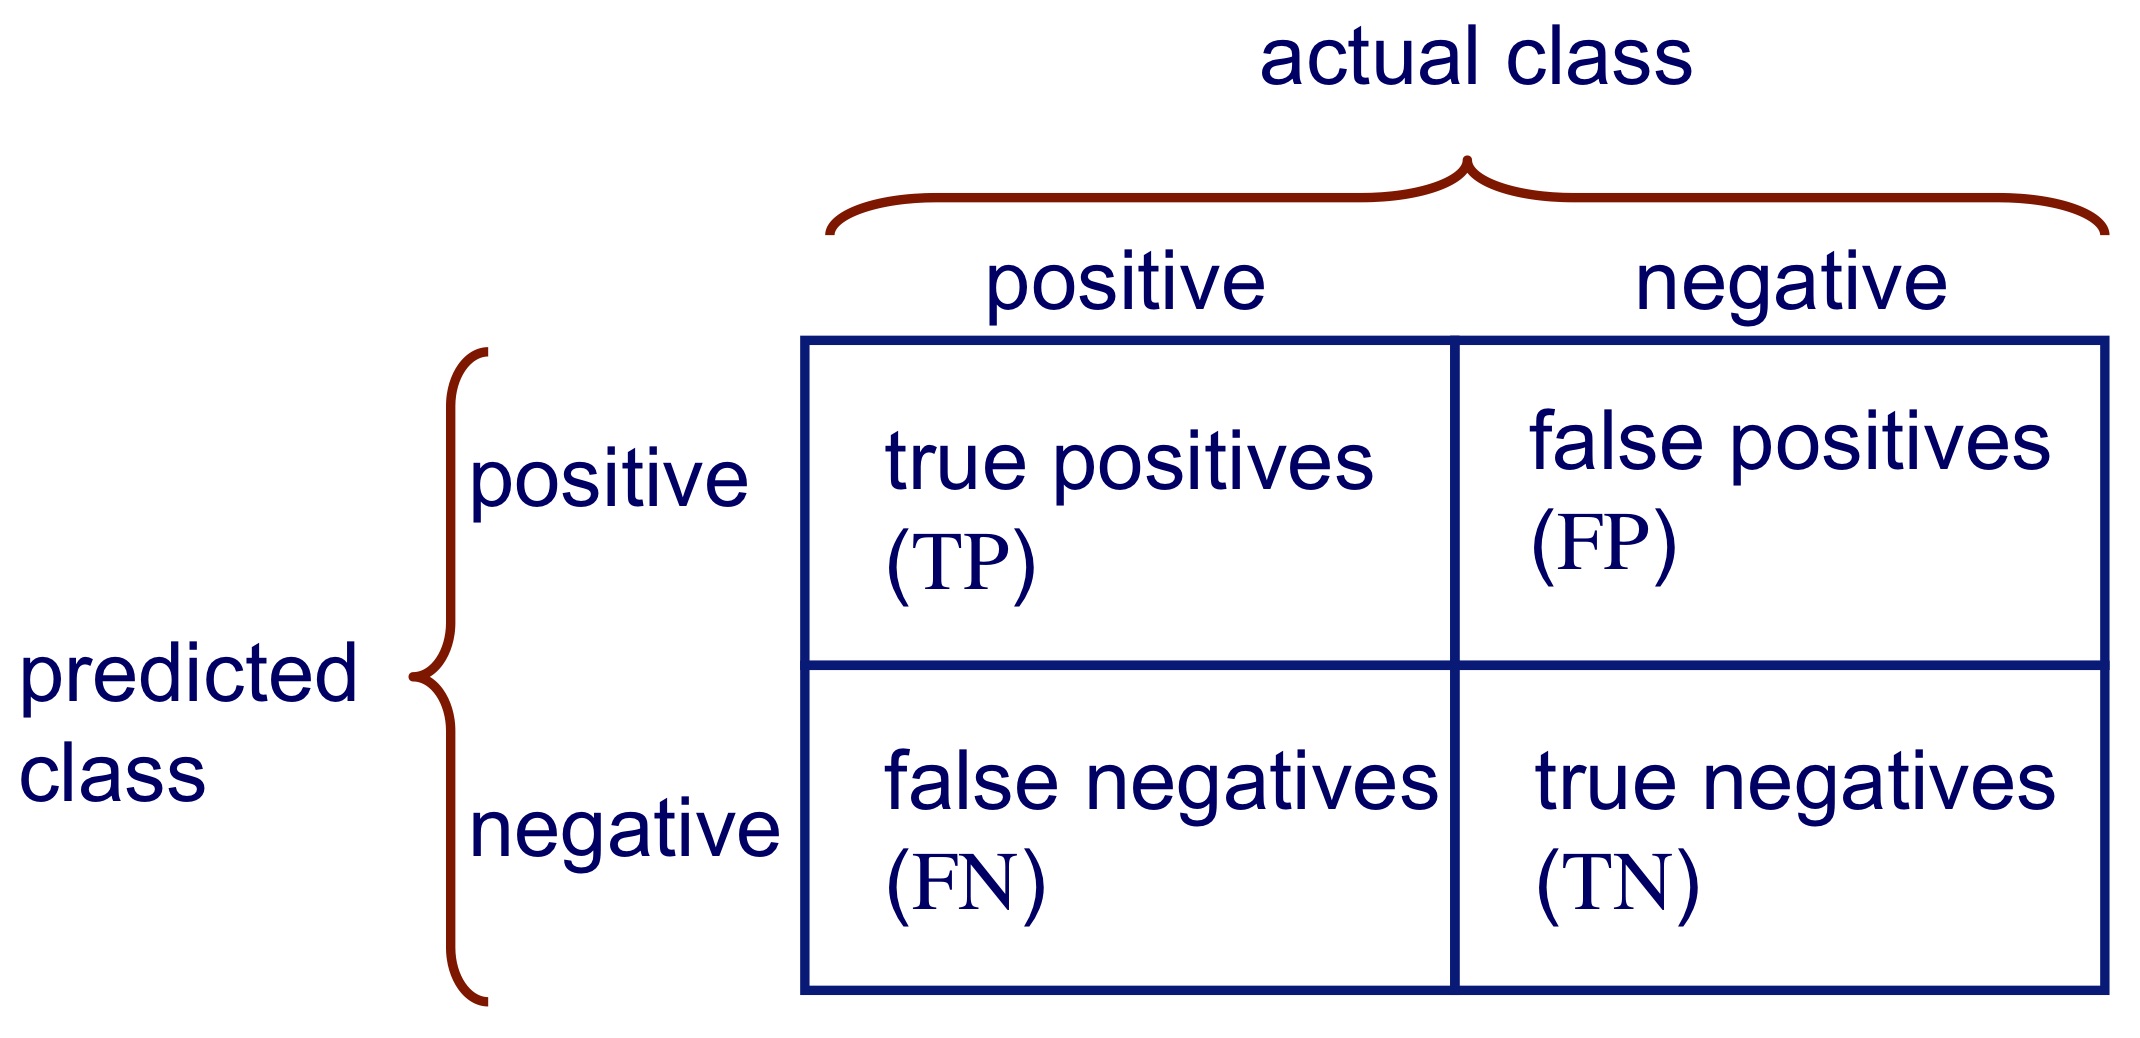 actual class
positive negative
positive
true positives
(TP)
false positives
(FP)
predicted
class
negative
false negatives
(FN)
true negatives
(TN)